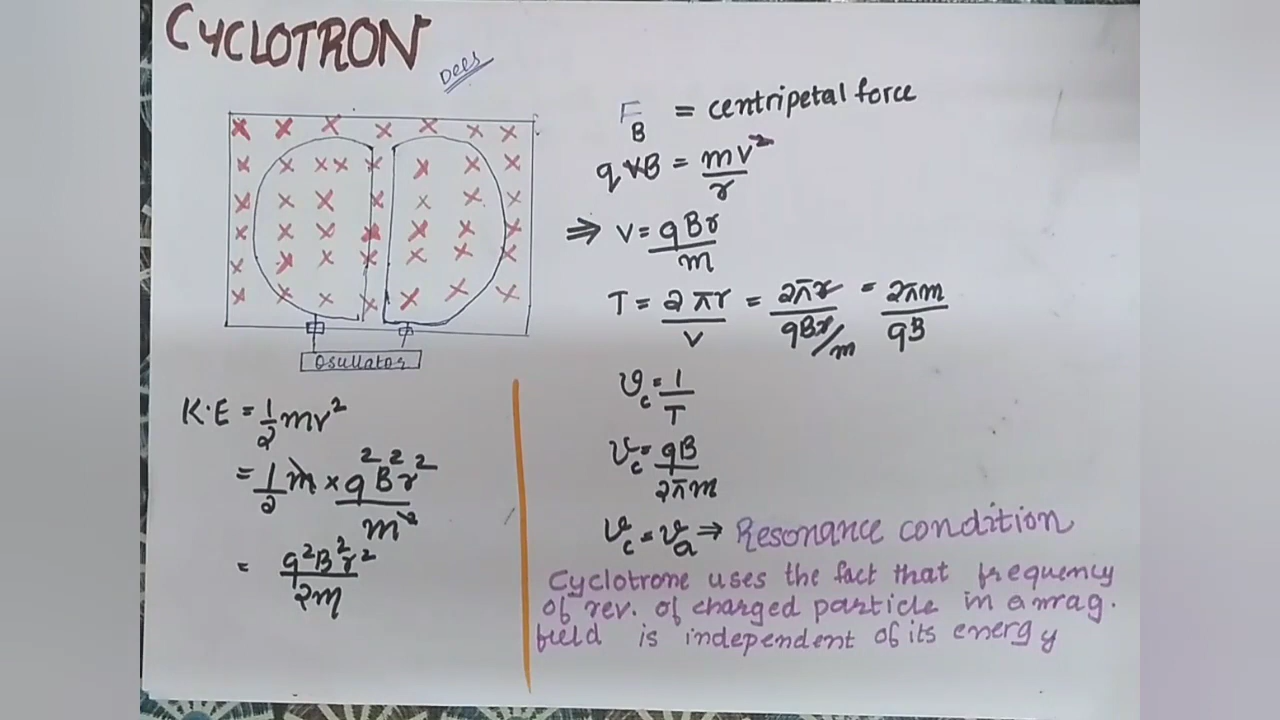 CYCLOTRON
Dees
Oscillator
F_B = centripetal force
qvB = mv²/r
⇒ v = qBr/m
T = 2πr/v = 2πr/(qBr/m) = 2πm/qB
ν_c = 1/T
ν_c = qB/2πm
ν_c = ν_a ⇒ Resonance condition
Cyclotrone uses the fact that frequency
of rev. of charged particle in a mag.
field is independent of its energy
K.E = 1/2 mv²
= 1/2 m × q²B²r²/m²
= q²B²r²/2m